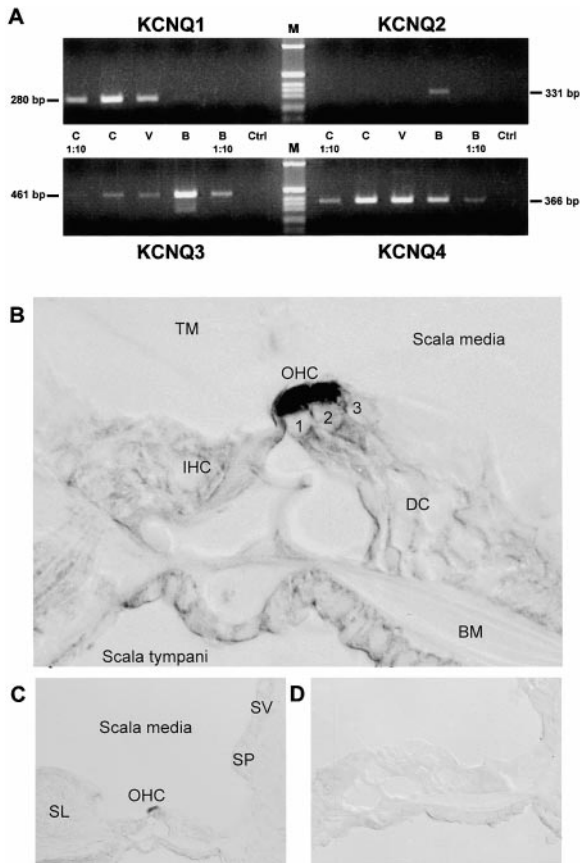 A
KCNQ1 M KCNQ2
280 bp 331 bp
C C V B B Ctrl C C V B B Ctrl
1:10 1:10 M 1:10 1:10
461 bp 366 bp
KCNQ3 KCNQ4
B
TM Scala media
OHC
1 2 3
IHC
DC
BM
Scala tympani
C D
SV
Scala media
SP
OHC
SL